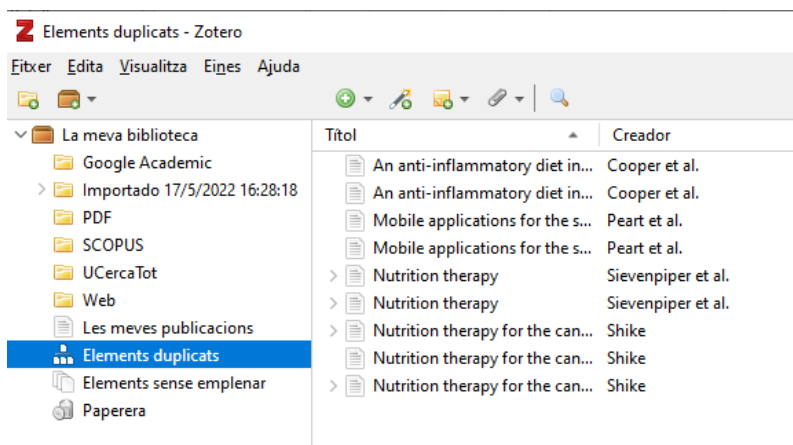 Elements duplicats - Zotero
Fitxer Edita Visualitza Eines Ajuda
La meva biblioteca
Google Academic
Importado 17/5/2022 16:28:18
PDF
SCOPUS
UCercaTot
Web
Les meves publicacions
Elements duplicats
Elements sense emplenar
Paperera
Títol Creador
An anti-inflammatory diet in... Cooper et al.
An anti-inflammatory diet in... Cooper et al.
Mobile applications for the s... Peart et al.
Mobile applications for the s... Peart et al.
Nutrition therapy Sievenpiper et al.
Nutrition therapy Sievenpiper et al.
Nutrition therapy for the can... Shike
Nutrition therapy for the can... Shike
Nutrition therapy for the can... Shike